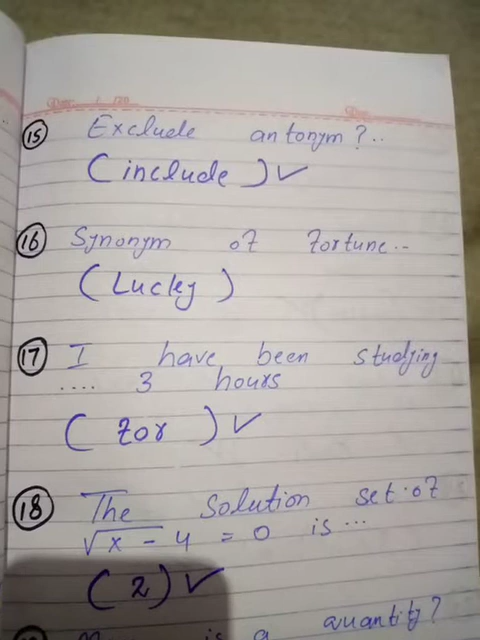 15 Exclude antonym?..
(include) ✓
16 Synonym of Fortune..
(Lucky)
17 I have been studying
.... 3 hours
(for) ✓
18 The Solution set of
√x - 4 = 0 is ...
(2) ✓
is a quantity?